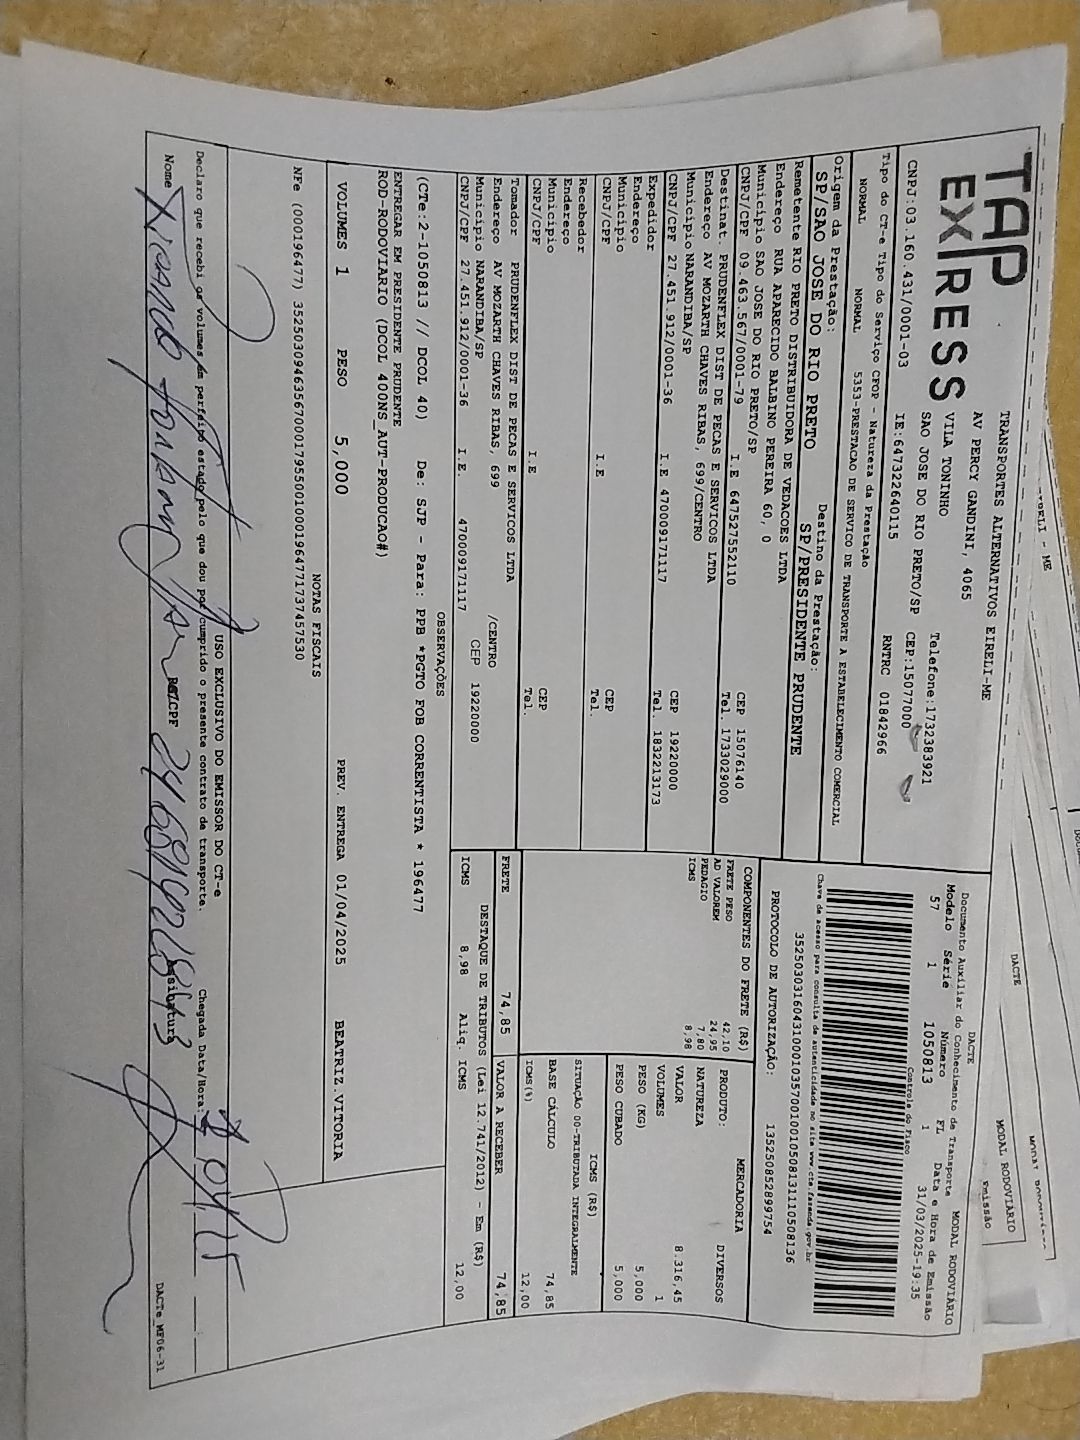 TAP
EXPRESS
TRANSPORTES ALTERNATIVOS EIRELI-ME
AV PERCY GANDINI, 4065
VILA TONINHO Telefone:1732383921
SAO JOSE DO RIO PRETO/SP CEP:15077000
CNPJ:03.160.431/0001-03 IE:647322640115 RNTRC 01842966
Tipo do CT-e Tipo do Serviço CFOP - Natureza da Prestação
NORMAL NORMAL 5353-PRESTACAO DE SERVICO DE TRANSPORTE A ESTABELECIMENTO COMERCIAL
Origem da Prestação: Destino da Prestação:
SP/SAO JOSE DO RIO PRETO SP/PRESIDENTE PRUDENTE
Remetente RIO PRETO DISTRIBUIDORA DE VEDACOES LTDA
Endereço RUA APARECIDO BALBINO PEREIRA 60, 0
Município SAO JOSE DO RIO PRETO/SP CEP 15076140
CNPJ/CPF 09.463.567/0001-79 I.E 647527552110 Tel. 1733029000
Destinat. PRUDENFLEX DIST DE PECAS E SERVICOS LTDA
Endereço AV MOZARTH CHAVES RIBAS, 699/CENTRO
Município NARANDIBA/SP CEP 19220000
CNPJ/CPF 27.451.912/0001-36 I.E 470009171117 Tel. 1832213173
Expedidor
Endereço
Município CEP
CNPJ/CPF I.E Tel.
Recebedor
Endereço
Município CEP
CNPJ/CPF I.E Tel.
Tomador PRUDENFLEX DIST DE PECAS E SERVICOS LTDA
Endereço AV MOZARTH CHAVES RIBAS, 699 /CENTRO
Município NARANDIBA/SP CEP 19220000
CNPJ/CPF 27.451.912/0001-36 I.E. 470009171117
DACTE MODAL RODOVIARIO
Documento Auxiliar do Conhecimento de Transporte
Modelo Série Número FL Data e Hora de Emissão
57 1 1050813 1 31/03/2025-19:35
Controle do Fisco
Chave de acesso para consulta de autenticidade no site www.cte.fazenda.gov.br
PROTOCOLO DE AUTORIZAÇÃO: 135250852899754
COMPONENTES DO FRETE (R$)
FRETE PESO 42,10
AD VALOREM 24,95
PEDAGIO 7,80
ICMS 8,98
MERCADORIA
PRODUTO: DIVERSOS
NATUREZA
VALOR 8.316,45
VOLUMES 1
PESO (KG) 5,000
PESO CUBADO 5,000
ICMS (R$)
SITUAÇÃO 00-TRIBUTADA INTEGRALMENTE
BASE CÁLCULO 74,85
ICMS(%) 12,00
FRETE 74,85 VALOR A RECEBER 74,85
DESTAQUE DE TRIBUTOS (Lei 12.741/2012) - Em (R$)
ICMS 8,98 Aliq. ICMS: 12,00
OBSERVAÇÕES
(CTe:2-1050813 // DCOL 40) De: SJP - Para: PPB *PGTO FOB CORRENTISTA * 196477
ENTREGAR EM PRESIDENTE PRUDENTE
ROD-RODOVIARIO (DCOL 400NS_AUT-PRODUCAO#)
VOLUMES 1 PESO 5,000 PREV. ENTREGA 01/04/2025 BEATRIZ.VITORIA
NOTAS FISCAIS
NFe (000196477) 35250309463567000179550010001964771737457530
USO EXCLUSIVO DO EMISSOR DO CT-e
Declaro que recebi os volumes em perfeito estado pelo que dou por cumprido o presente contrato de transporte.
Chegada Data/Hora:
Nome RG/CPF Assinatura
DACTe_MF06-31
EIRELI - ME
DACTE
MODAL RODOVIARIO